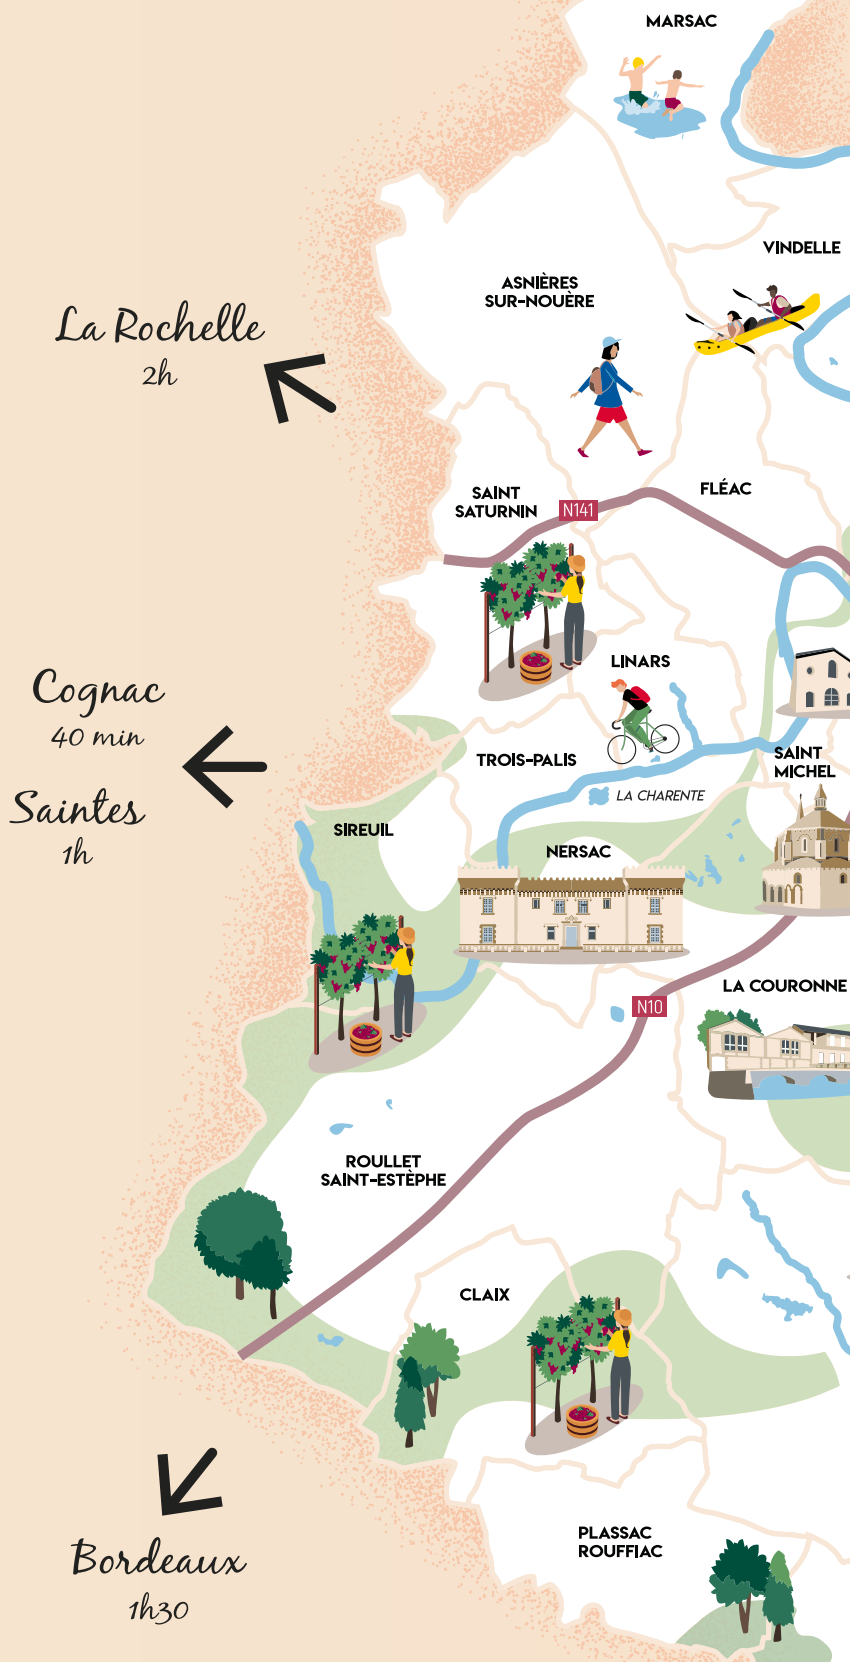 MARSAC
VINDELLE
ASNIÈRES
SUR-NOUÈRE
La Rochelle
2h
SAINT
SATURNIN
N141
FLÉAC
LINARS
Cognac
40 min
TROIS-PALIS
SAINT
MICHEL
LA CHARENTE
Saintes
1h
SIREUIL
NERSAC
LA COURONNE
N10
ROULLET
SAINT-ESTÈPHE
CLAIX
PLASSAC
ROUFFIAC
Bordeaux
1h30